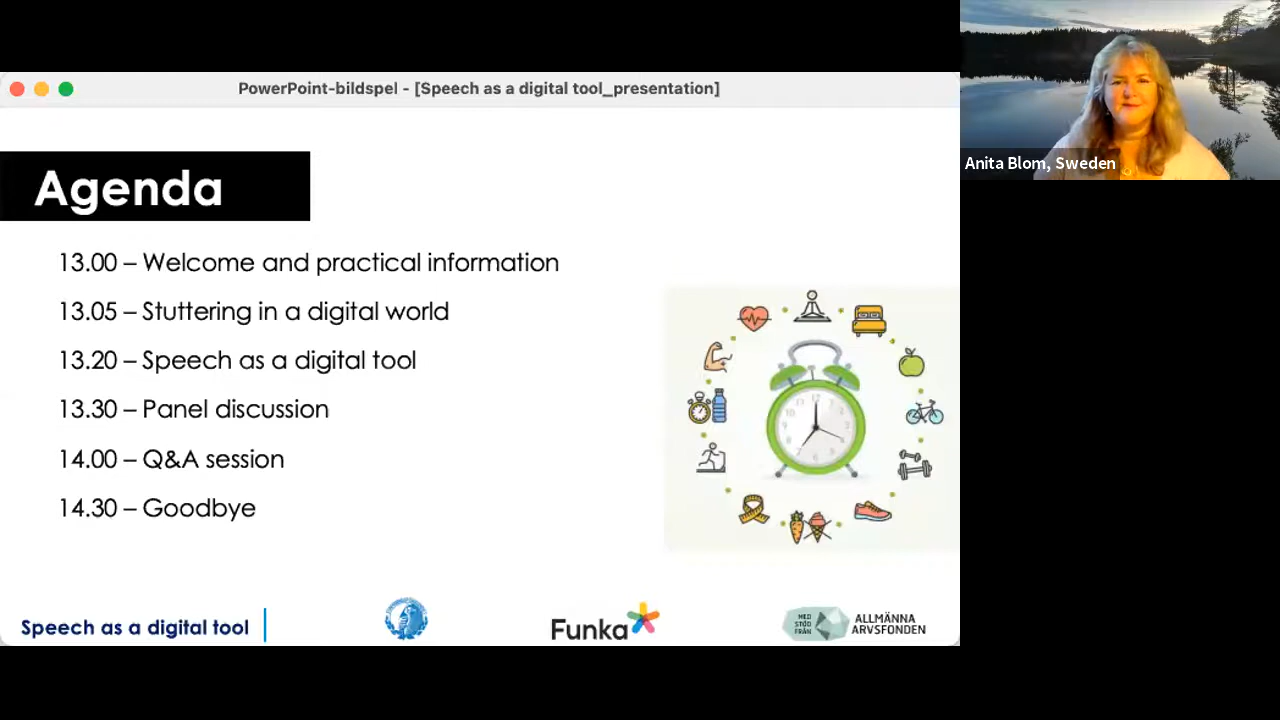 PowerPoint-bildspel - [Speech as a digital tool_presentation]
Anita Blom, Sweden
Agenda
13.00 – Welcome and practical information
13.05 – Stuttering in a digital world
13.20 – Speech as a digital tool
13.30 – Panel discussion
14.00 – Q&A session
14.30 – Goodbye
Speech as a digital tool
Funka
MED
STÖD
FRÅN
ALLMÄNNA
ARVSFONDEN